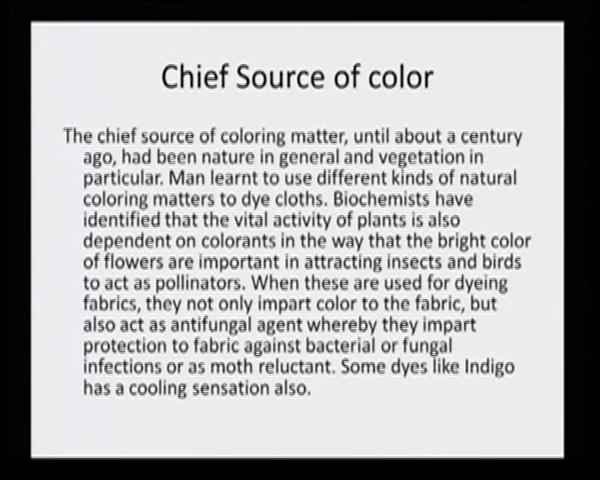 Chief Source of color
The chief source of coloring matter, until about a century
ago, had been nature in general and vegetation in
particular. Man learnt to use different kinds of natural
coloring matters to dye cloths. Biochemists have
identified that the vital activity of plants is also
dependent on colorants in the way that the bright color
of flowers are important in attracting insects and birds
to act as pollinators. When these are used for dyeing
fabrics, they not only impart color to the fabric, but
also act as antifungal agent whereby they impart
protection to fabric against bacterial or fungal
infections or as moth reluctant. Some dyes like Indigo
has a cooling sensation also.